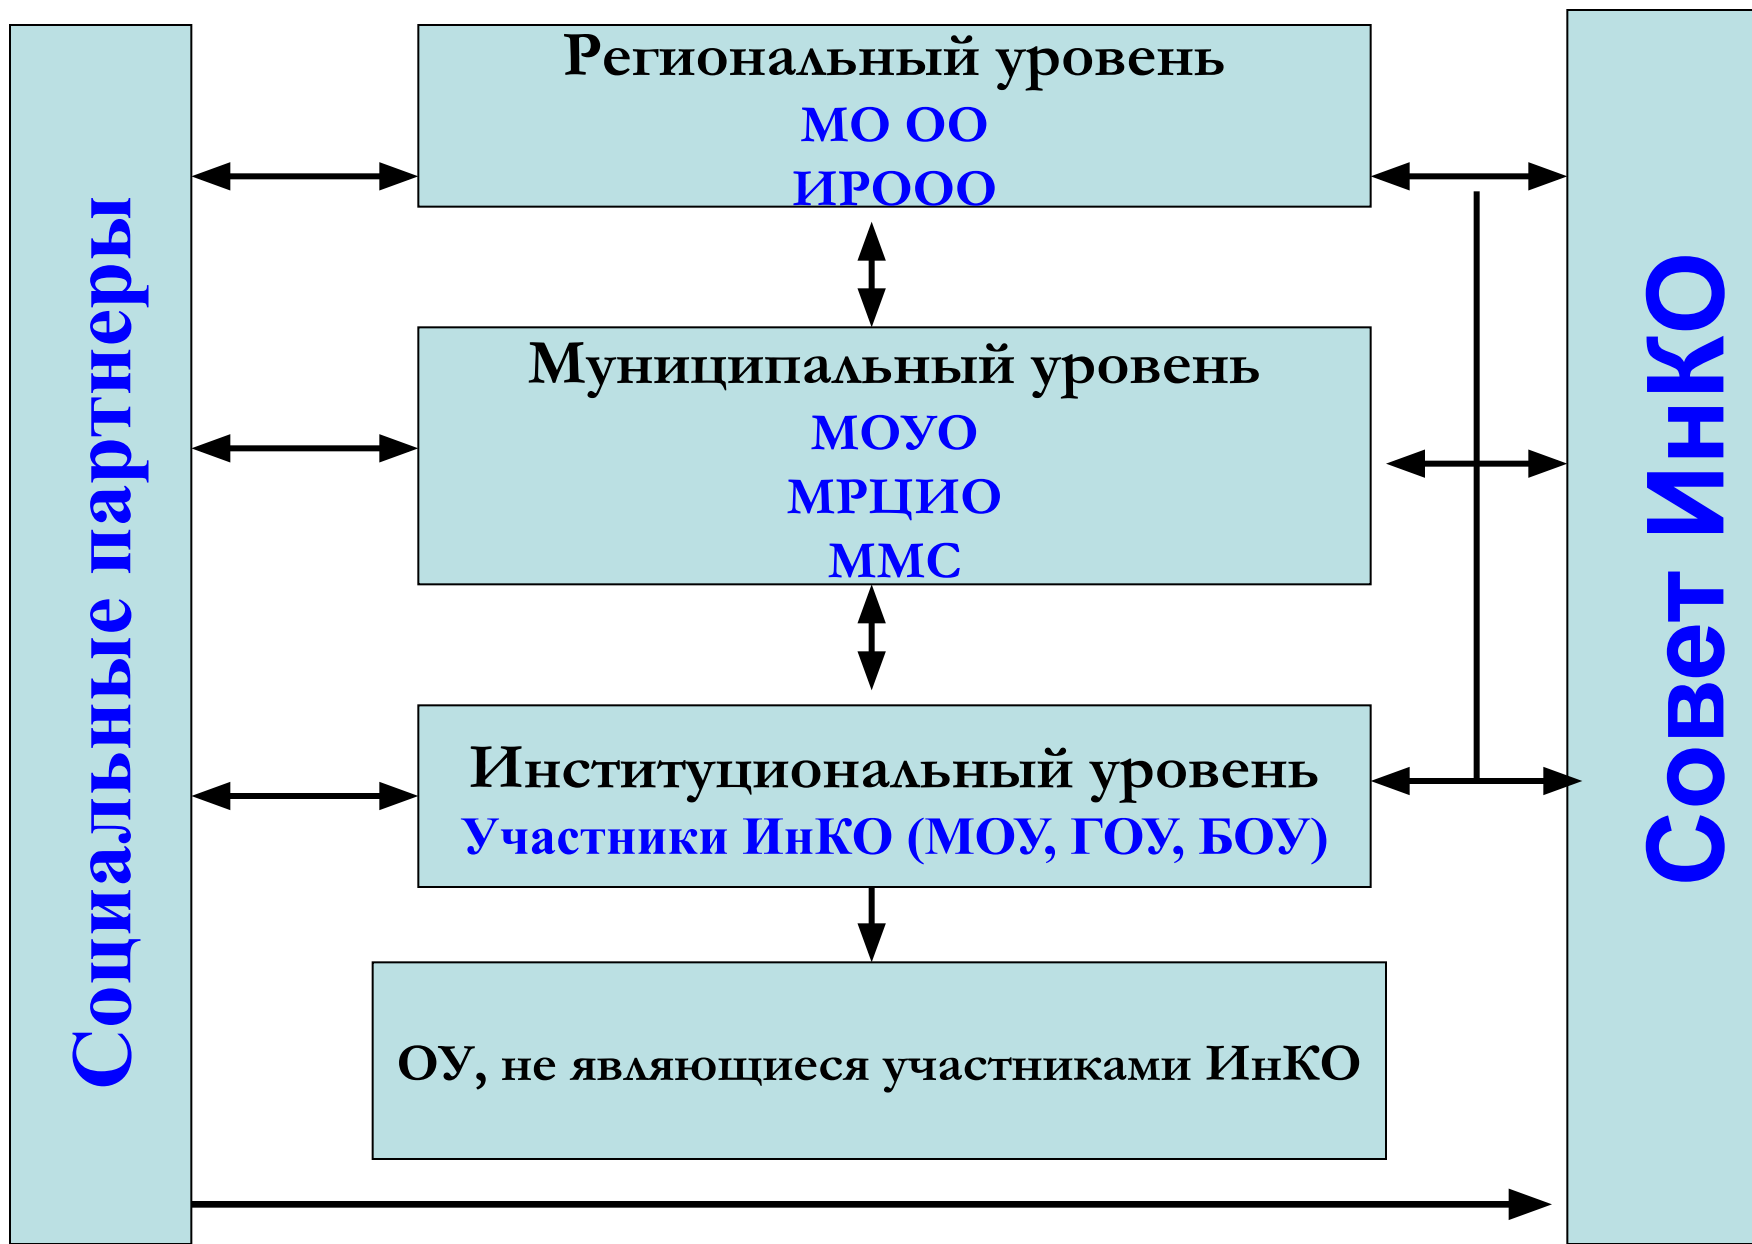 Социальные партнеры
Региональный уровень
МО ОО
ИРООО
Муниципальный уровень
МОУО
МРЦИО
ММС
Институциональный уровень
Участники ИнКО (МОУ, ГОУ, БОУ)
ОУ, не являющиеся участниками ИнКО
Совет ИнКО